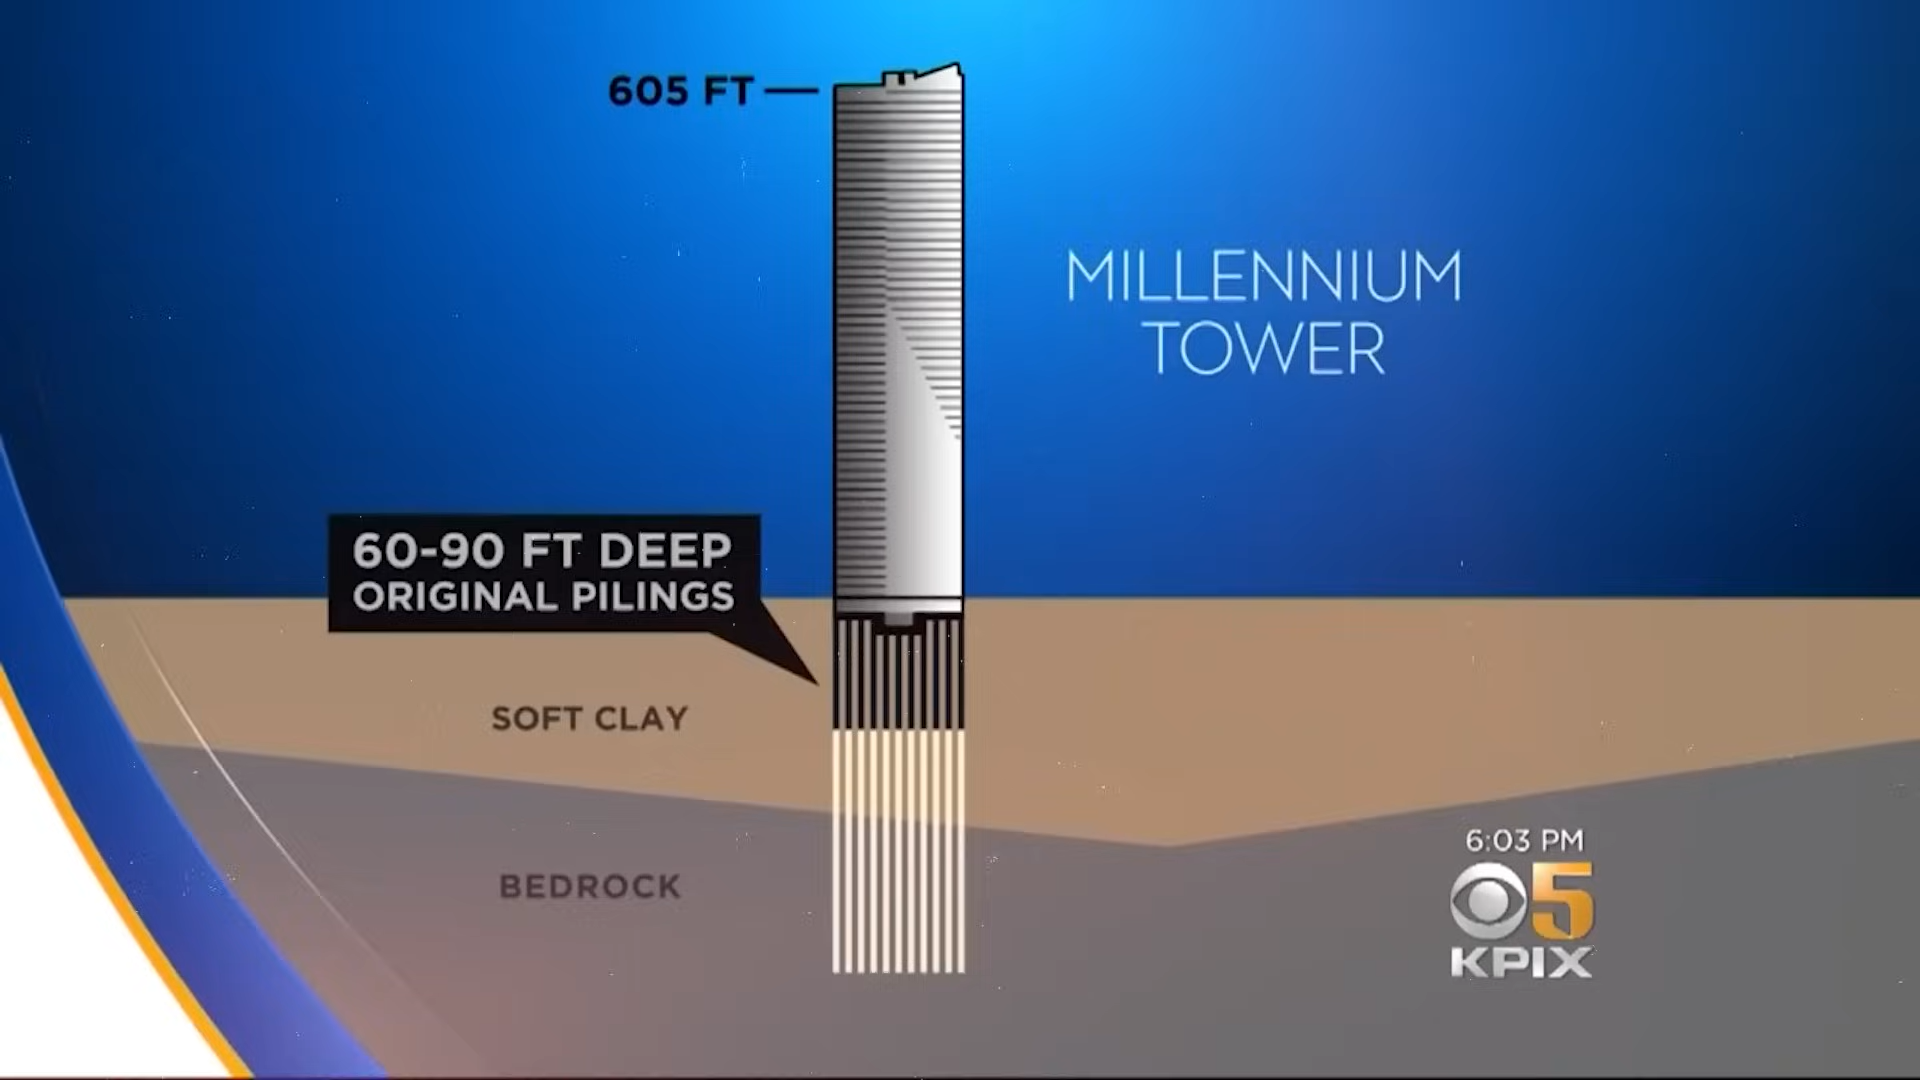 605 FT
MILLENNIUM
TOWER
60-90 FT DEEP
ORIGINAL PILINGS
SOFT CLAY
BEDROCK
6:03 PM
5
KPIX